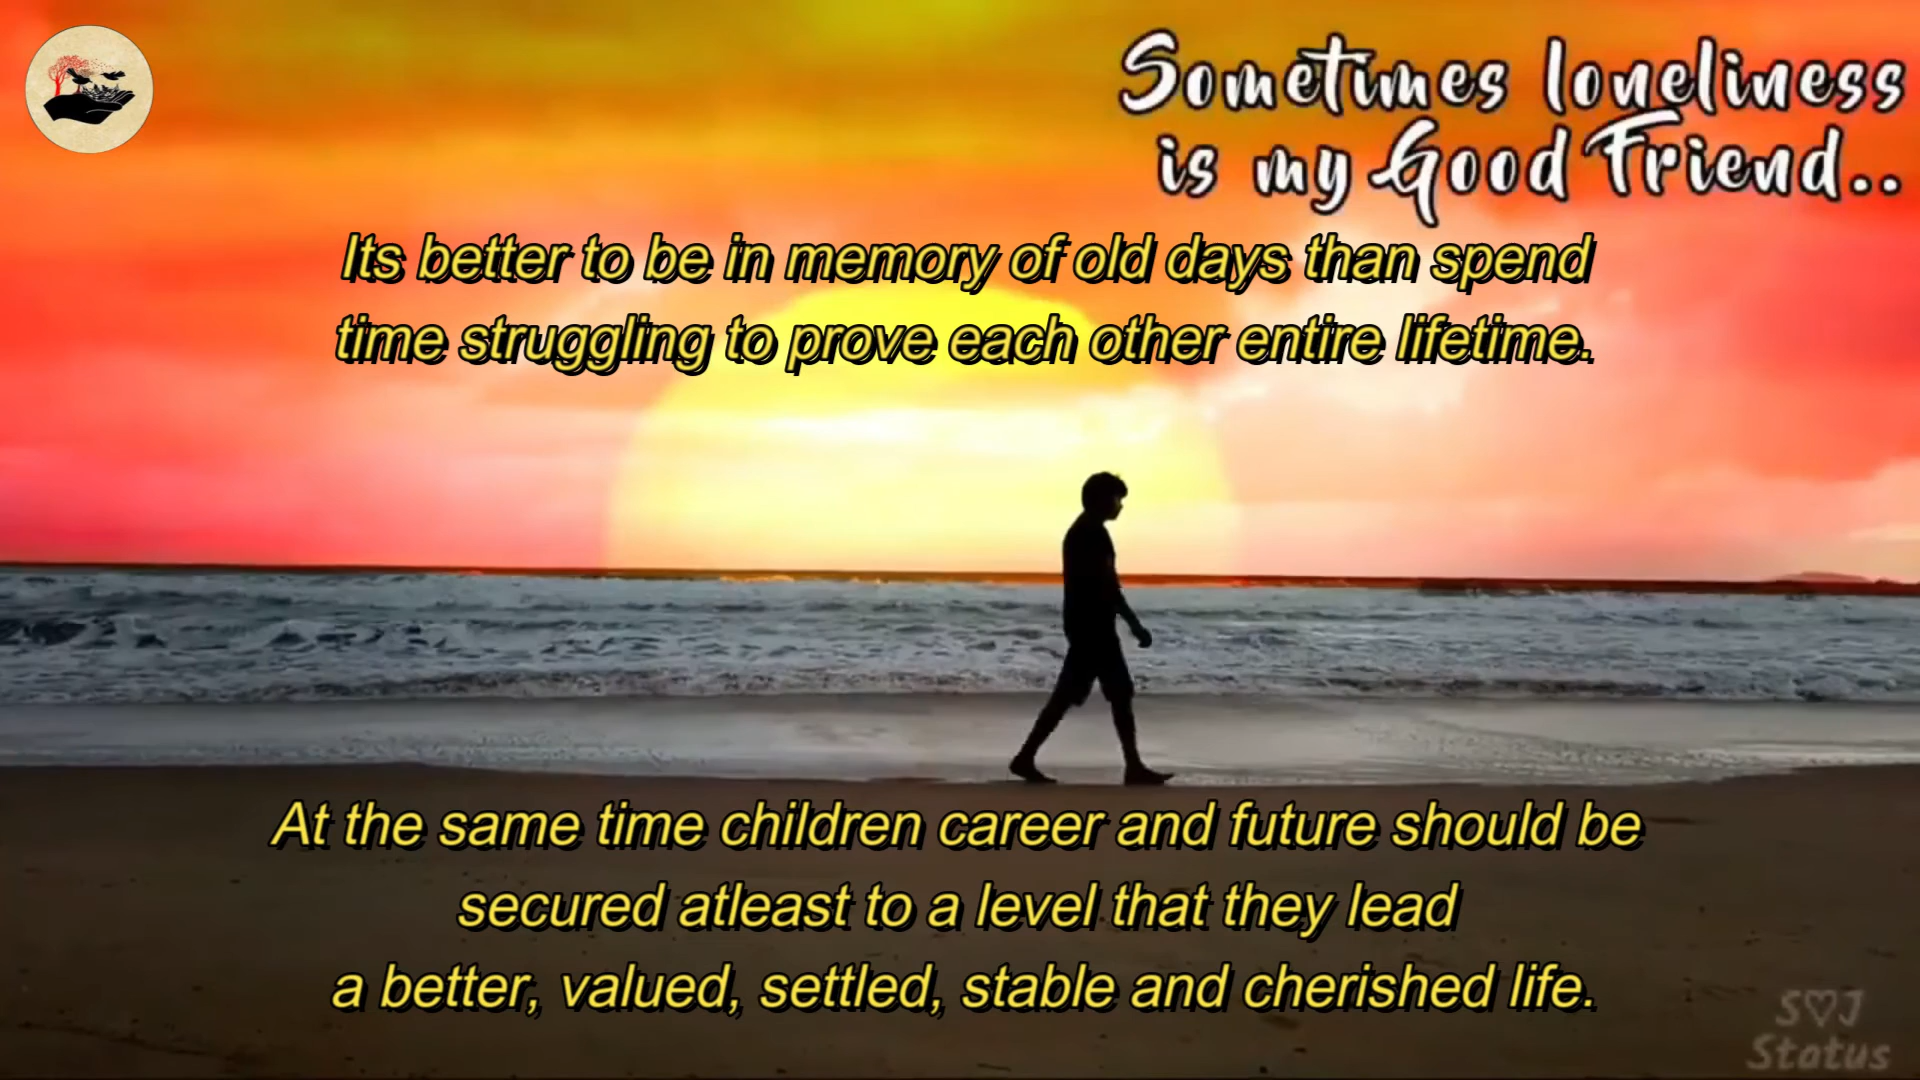 Sometimes loneliness
is my Good Friend..
Its better to be in memory of old days than spend
time struggling to prove each other entire lifetime.
At the same time children career and future should be
secured atleast to a level that they lead
a better, valued, settled, stable and cherished life.
S♡J
Status